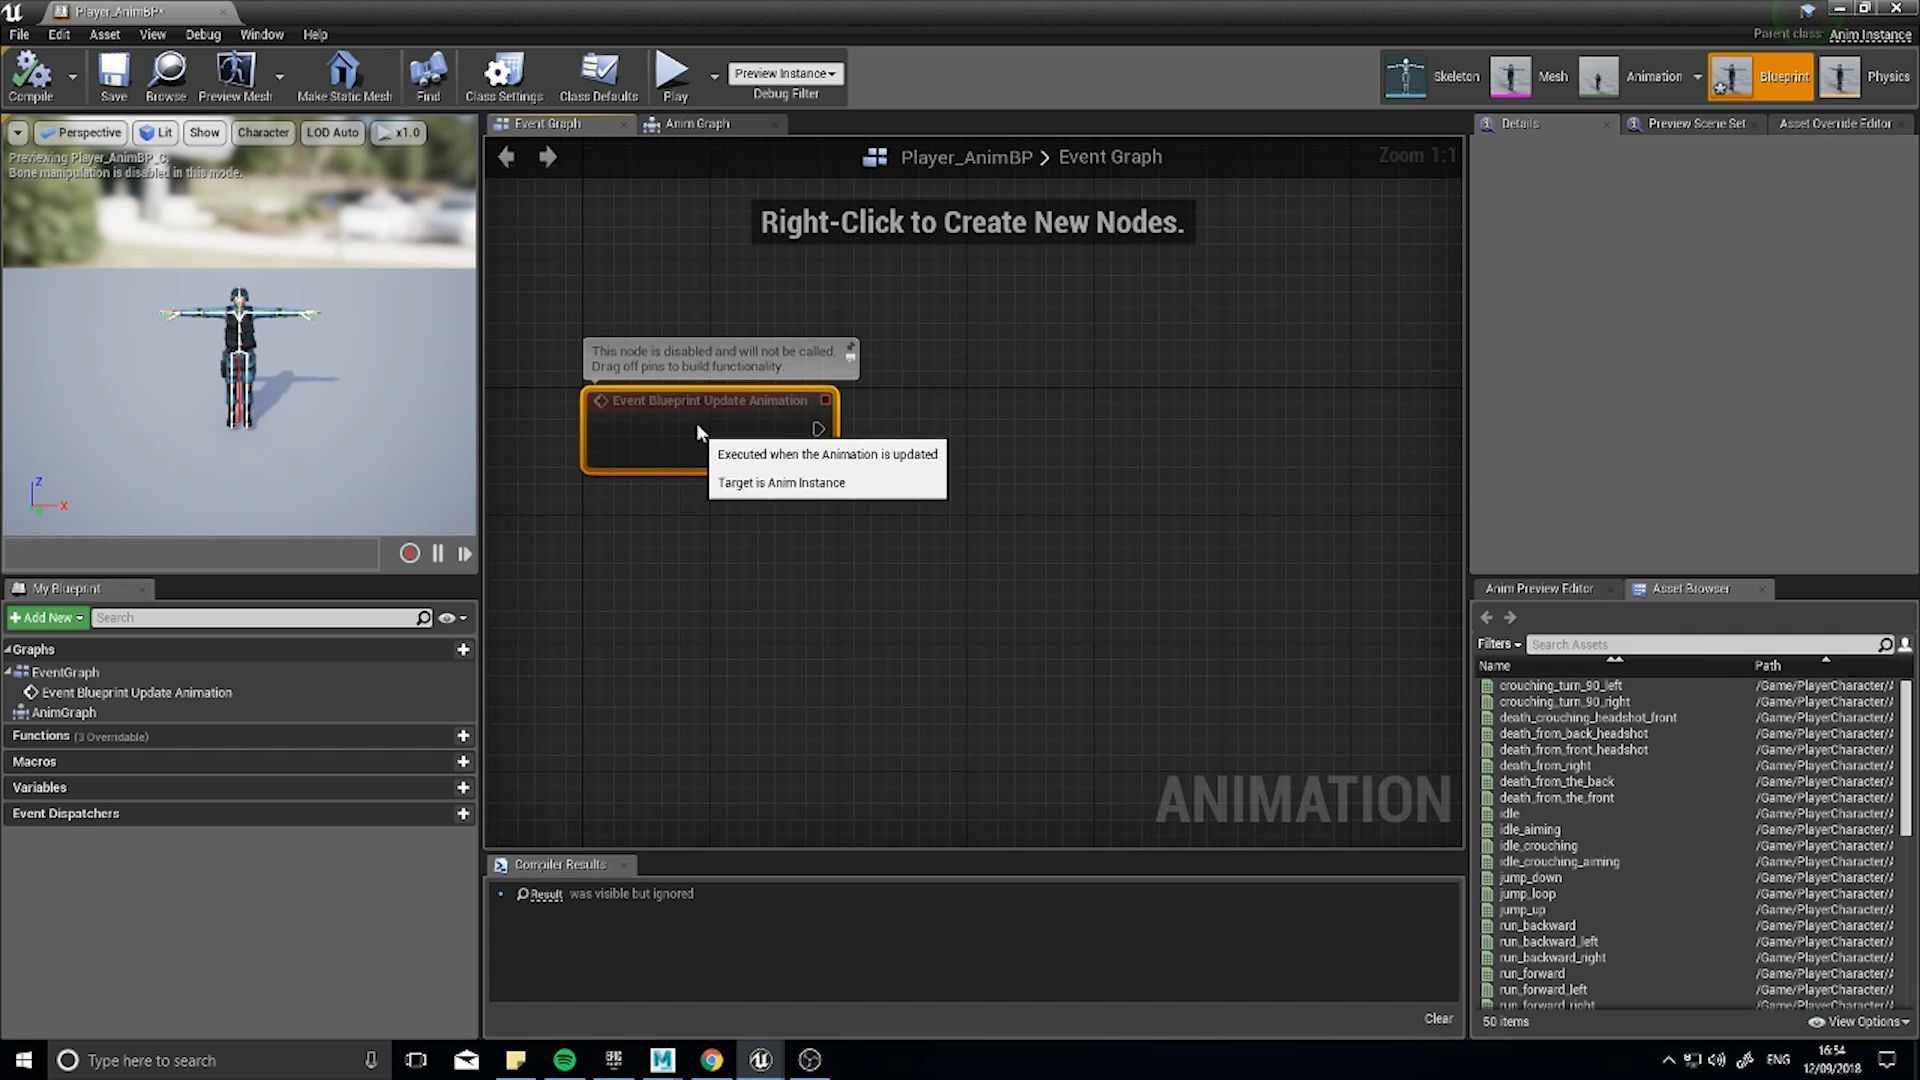 Player_AnimBP*
File Edit Asset View Debug Window Help
Parent class: Anim Instance
Compile
Save
Browse
Preview Mesh
Make Static Mesh
Find
Class Settings
Class Defaults
Play
Preview Instance
Debug Filter
Skeleton
Mesh
Animation
Blueprint
Physics
Perspective Lit Show Character LOD Auto x1.0
Previewing Player_AnimBP_C.
Bone manipulation is disabled in this mode.
Z
X
Event Graph
Anim Graph
Player_AnimBP > Event Graph
Zoom 1:1
Right-Click to Create New Nodes.
This node is disabled and will not be called.
Drag off pins to build functionality.
Event Blueprint Update Animation
Executed when the Animation is updated
Target is Anim Instance
ANIMATION
Details
Preview Scene Set
Asset Override Editor
My Blueprint
+ Add New
Search
Graphs
EventGraph
Event Blueprint Update Animation
AnimGraph
Functions (3 Overridable)
Macros
Variables
Event Dispatchers
Compiler Results
Result was visible but ignored
Clear
Anim Preview Editor
Asset Browser
Filters
Search Assets
Name Path
crouching_turn_90_left /Game/PlayerCharacter/A
crouching_turn_90_right /Game/PlayerCharacter/A
death_crouching_headshot_front /Game/PlayerCharacter/A
death_from_back_headshot /Game/PlayerCharacter/A
death_from_front_headshot /Game/PlayerCharacter/A
death_from_right /Game/PlayerCharacter/A
death_from_the_back /Game/PlayerCharacter/A
death_from_the_front /Game/PlayerCharacter/A
idle /Game/PlayerCharacter/A
idle_aiming /Game/PlayerCharacter/A
idle_crouching /Game/PlayerCharacter/A
idle_crouching_aiming /Game/PlayerCharacter/A
jump_down /Game/PlayerCharacter/A
jump_loop /Game/PlayerCharacter/A
jump_up /Game/PlayerCharacter/A
run_backward /Game/PlayerCharacter/A
run_backward_left /Game/PlayerCharacter/A
run_backward_right /Game/PlayerCharacter/A
run_forward /Game/PlayerCharacter/A
run_forward_left /Game/PlayerCharacter/A
run_forward_right /Game/PlayerCharacter/A
50 items
View Options
Type here to search
EPIC
M
ENG
16:54
12/09/2018